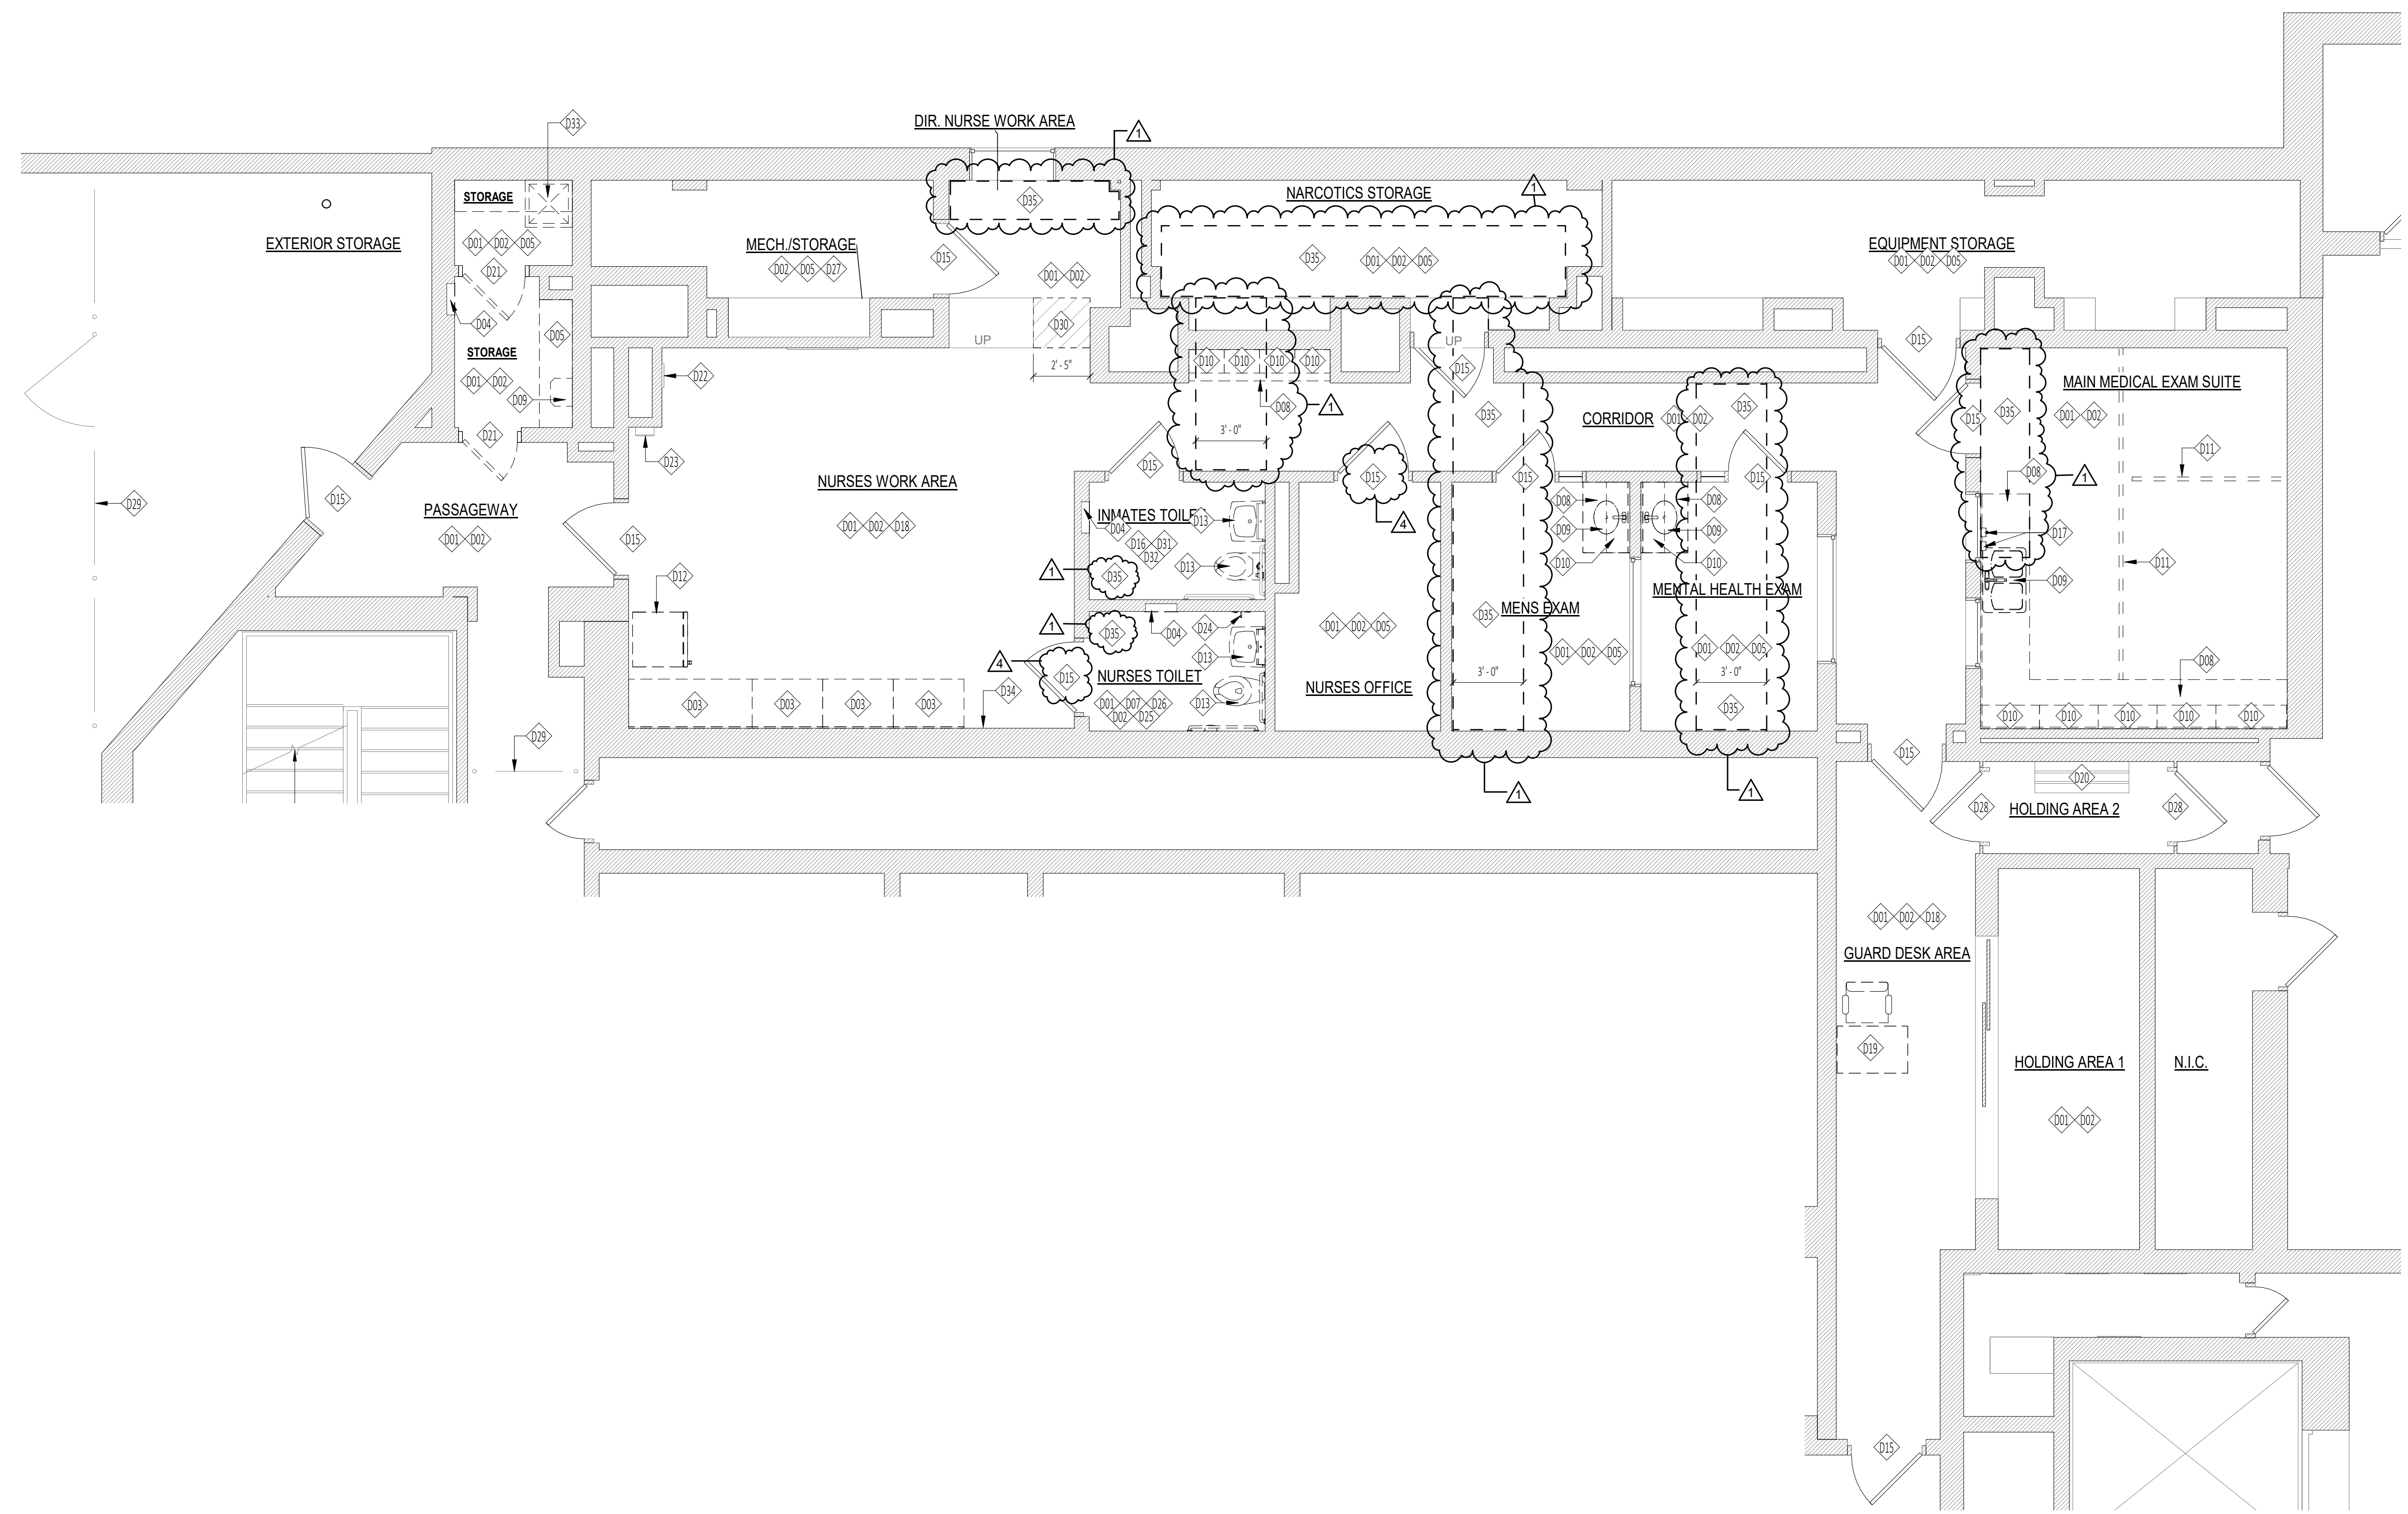 D33
DIR. NURSE WORK AREA
1
STORAGE
D35
NARCOTICS STORAGE
1
EXTERIOR STORAGE
D01 D02 D05
MECH./STORAGE
D15
D35
D01 D02 D05
EQUIPMENT STORAGE
D01 D02 D05
D21
D02 D05 D27
D01 D02
D04
D05
D30
UP
UP
D15
STORAGE
D10 D10 D10 D10
D15
2' - 5"
D01 D02
D22
MAIN MEDICAL EXAM SUITE
D09
D08
1
D35
CORRIDOR
D01 D02
D35
D15
D35
D01 D02
D21
3' - 0"
D11
D23
D15
D15
D15
D15
D08
1
NURSES WORK AREA
D29
D15
PASSAGEWAY
D01 D02
D01 D02 D18
D15
INMATES TOILET
D04
D13
4
D08
D08
D09
D09
D17
D16 D31
D32
D10
D10
D11
D13
1
D35
D12
D09
MENTAL HEALTH EXAM
MENS EXAM
D35
1
D35
D04
D24
D01 D02 D05
D13
D01 D02 D05
D01 D02 D05
4
D15
NURSES TOILET
D08
3' - 0"
3' - 0"
NURSES OFFICE
D03 D03 D03 D03
D34
D01 D07 D26
D02 D25
D13
D35
D10 D10 D10 D10 D10
D29
D15
1
1
D20
D28
HOLDING AREA 2
D28
D01 D02 D18
GUARD DESK AREA
D19
HOLDING AREA 1
N.I.C.
D01 D02
D15